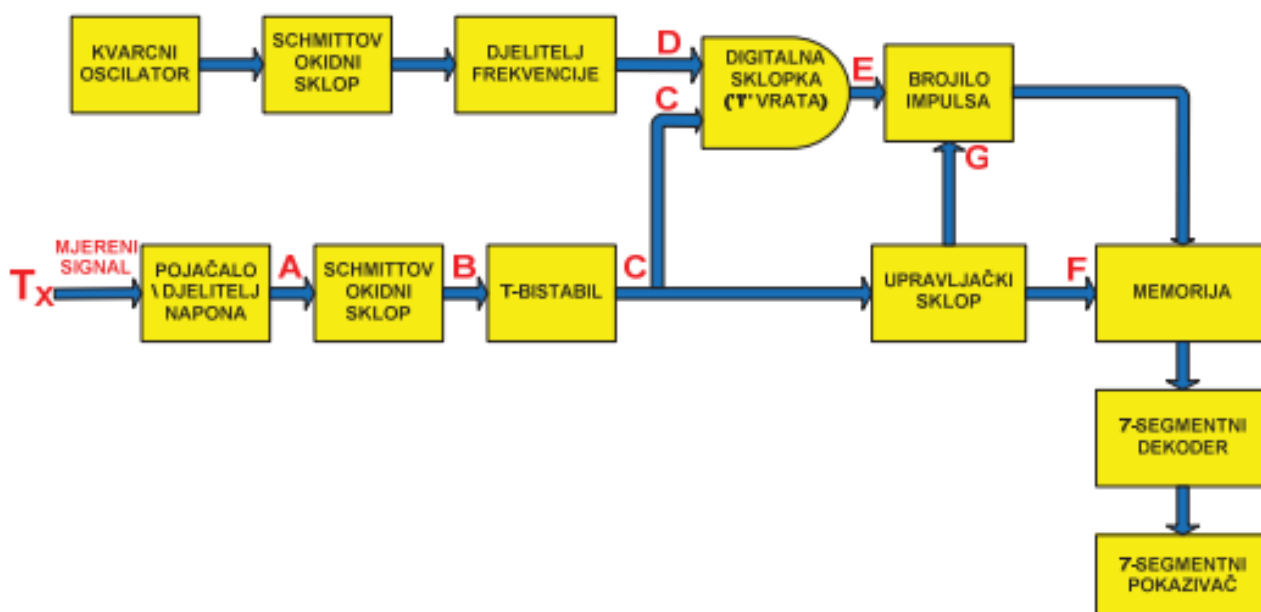 KVARCNI
OSCILATOR
SCHMITTOV
OKIDNI
SKLOP
DJELITELJ
FREKVENCIJE
D
C
DIGITALNA
SKLOPKA
("I" VRATA)
E
BROJILO
IMPULSA
G
MJERENI
SIGNAL
Tx
POJAČALO
\ DJELITELJ
NAPONA
A
SCHMITTOV
OKIDNI
SKLOP
B
T-BISTABIL
C
UPRAVLJAČKI
SKLOP
F
MEMORIJA
7-SEGMENTNI
DEKODER
7-SEGMENTNI
POKAZIVAČ